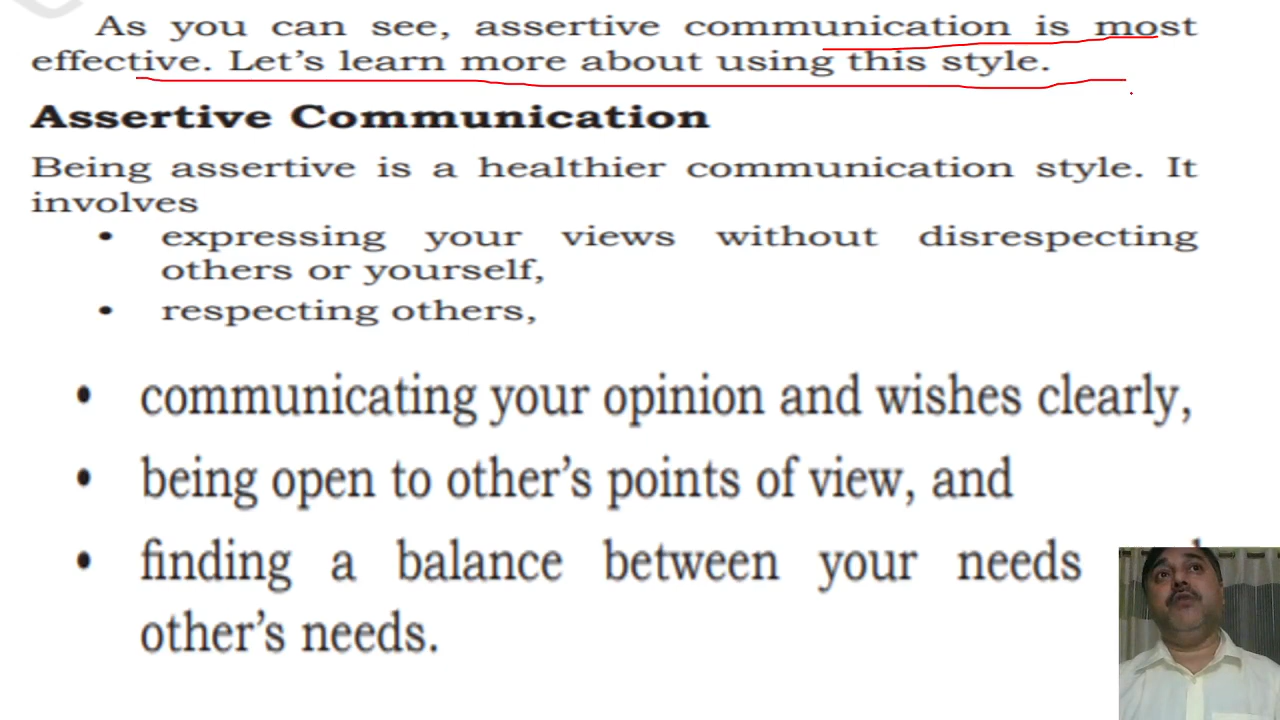 As you can see, assertive communication is most
effective. Let’s learn more about using this style.
Assertive Communication
Being assertive is a healthier communication style. It
involves
• expressing your views without disrespecting
others or yourself,
• respecting others,
• communicating your opinion and wishes clearly,
• being open to other’s points of view, and
• finding a balance between your needs
other’s needs.